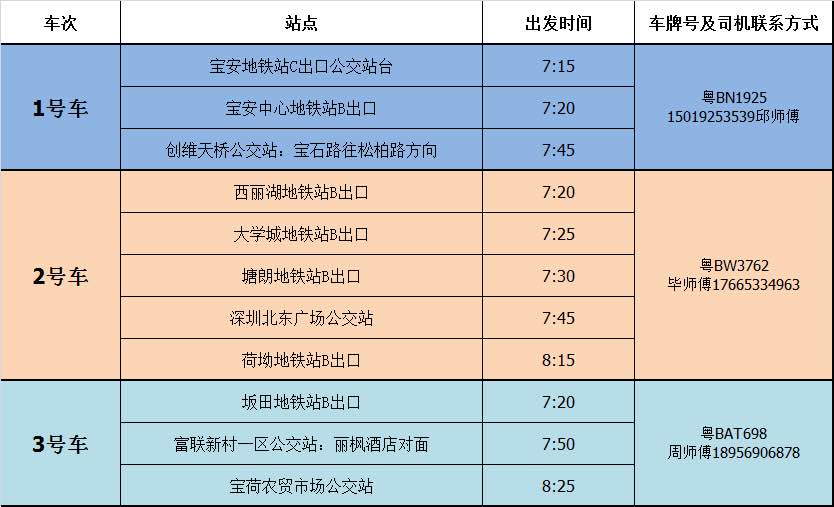 车次 站点 出发时间 车牌号及司机联系方式
1号车
宝安地铁站C出口公交站台 7:15
宝安中心地铁站B出口 7:20
创维天桥公交站：宝石路往松柏路方向 7:45
粤BN1925
15019253539邱师傅
2号车
西丽湖地铁站B出口 7:20
大学城地铁站B出口 7:25
塘朗地铁站B出口 7:30
深圳北东广场公交站 7:45
荷坳地铁站B出口 8:15
粤BW3762
毕师傅17665334963
3号车
坂田地铁站B出口 7:20
富联新村一区公交站：丽枫酒店对面 7:50
宝荷农贸市场公交站 8:25
粤BAT698
周师傅18956906878